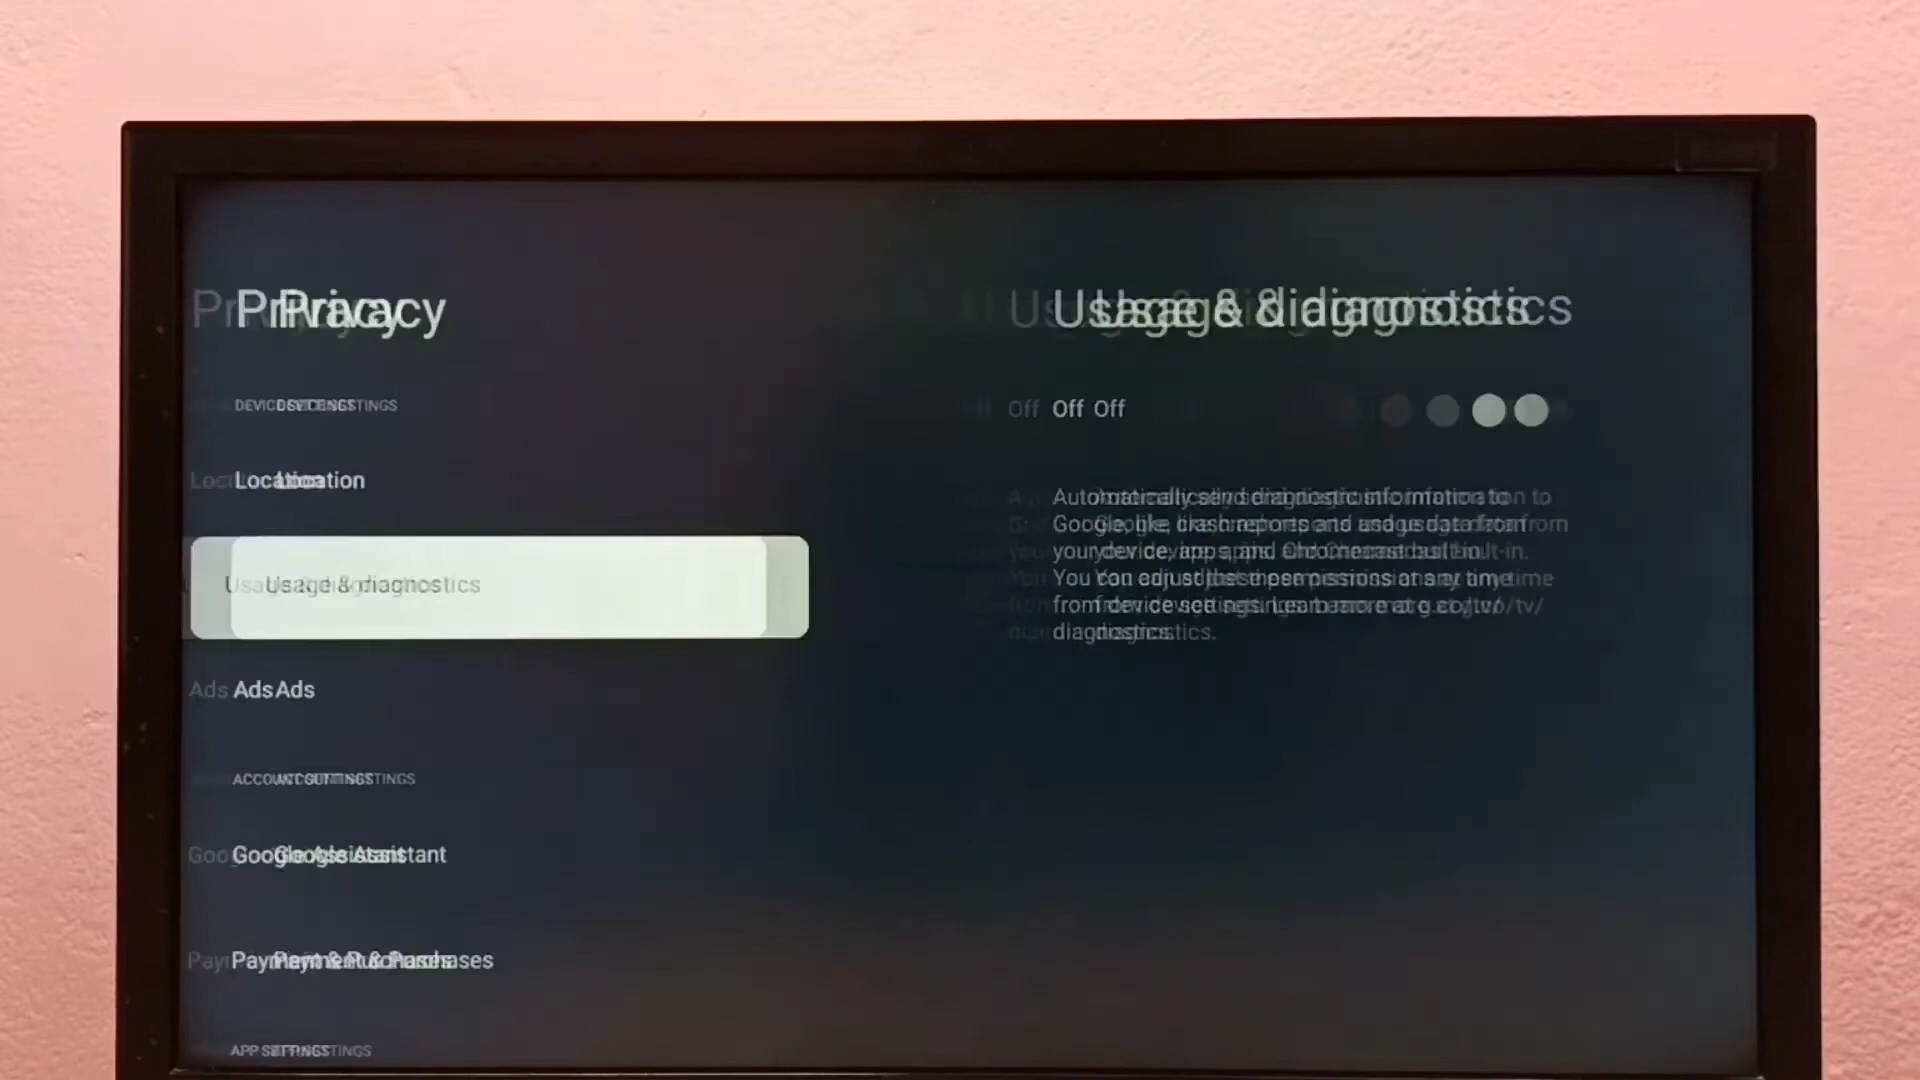 Privacy
DEVICE SETTINGS
Location
Usage & diagnostics
Ads
ACCOUNT SETTINGS
Google Assistant
Payment & Purchases
APP SETTINGS
Usage & diagnostics
Off
Automatically send diagnostic information to
Google, like crash reports and usage data from
your device, apps, and Chromecast built-in.
You can adjust these permissions at any time
from device settings. Learn more at g.co/tv/
diagnostics.